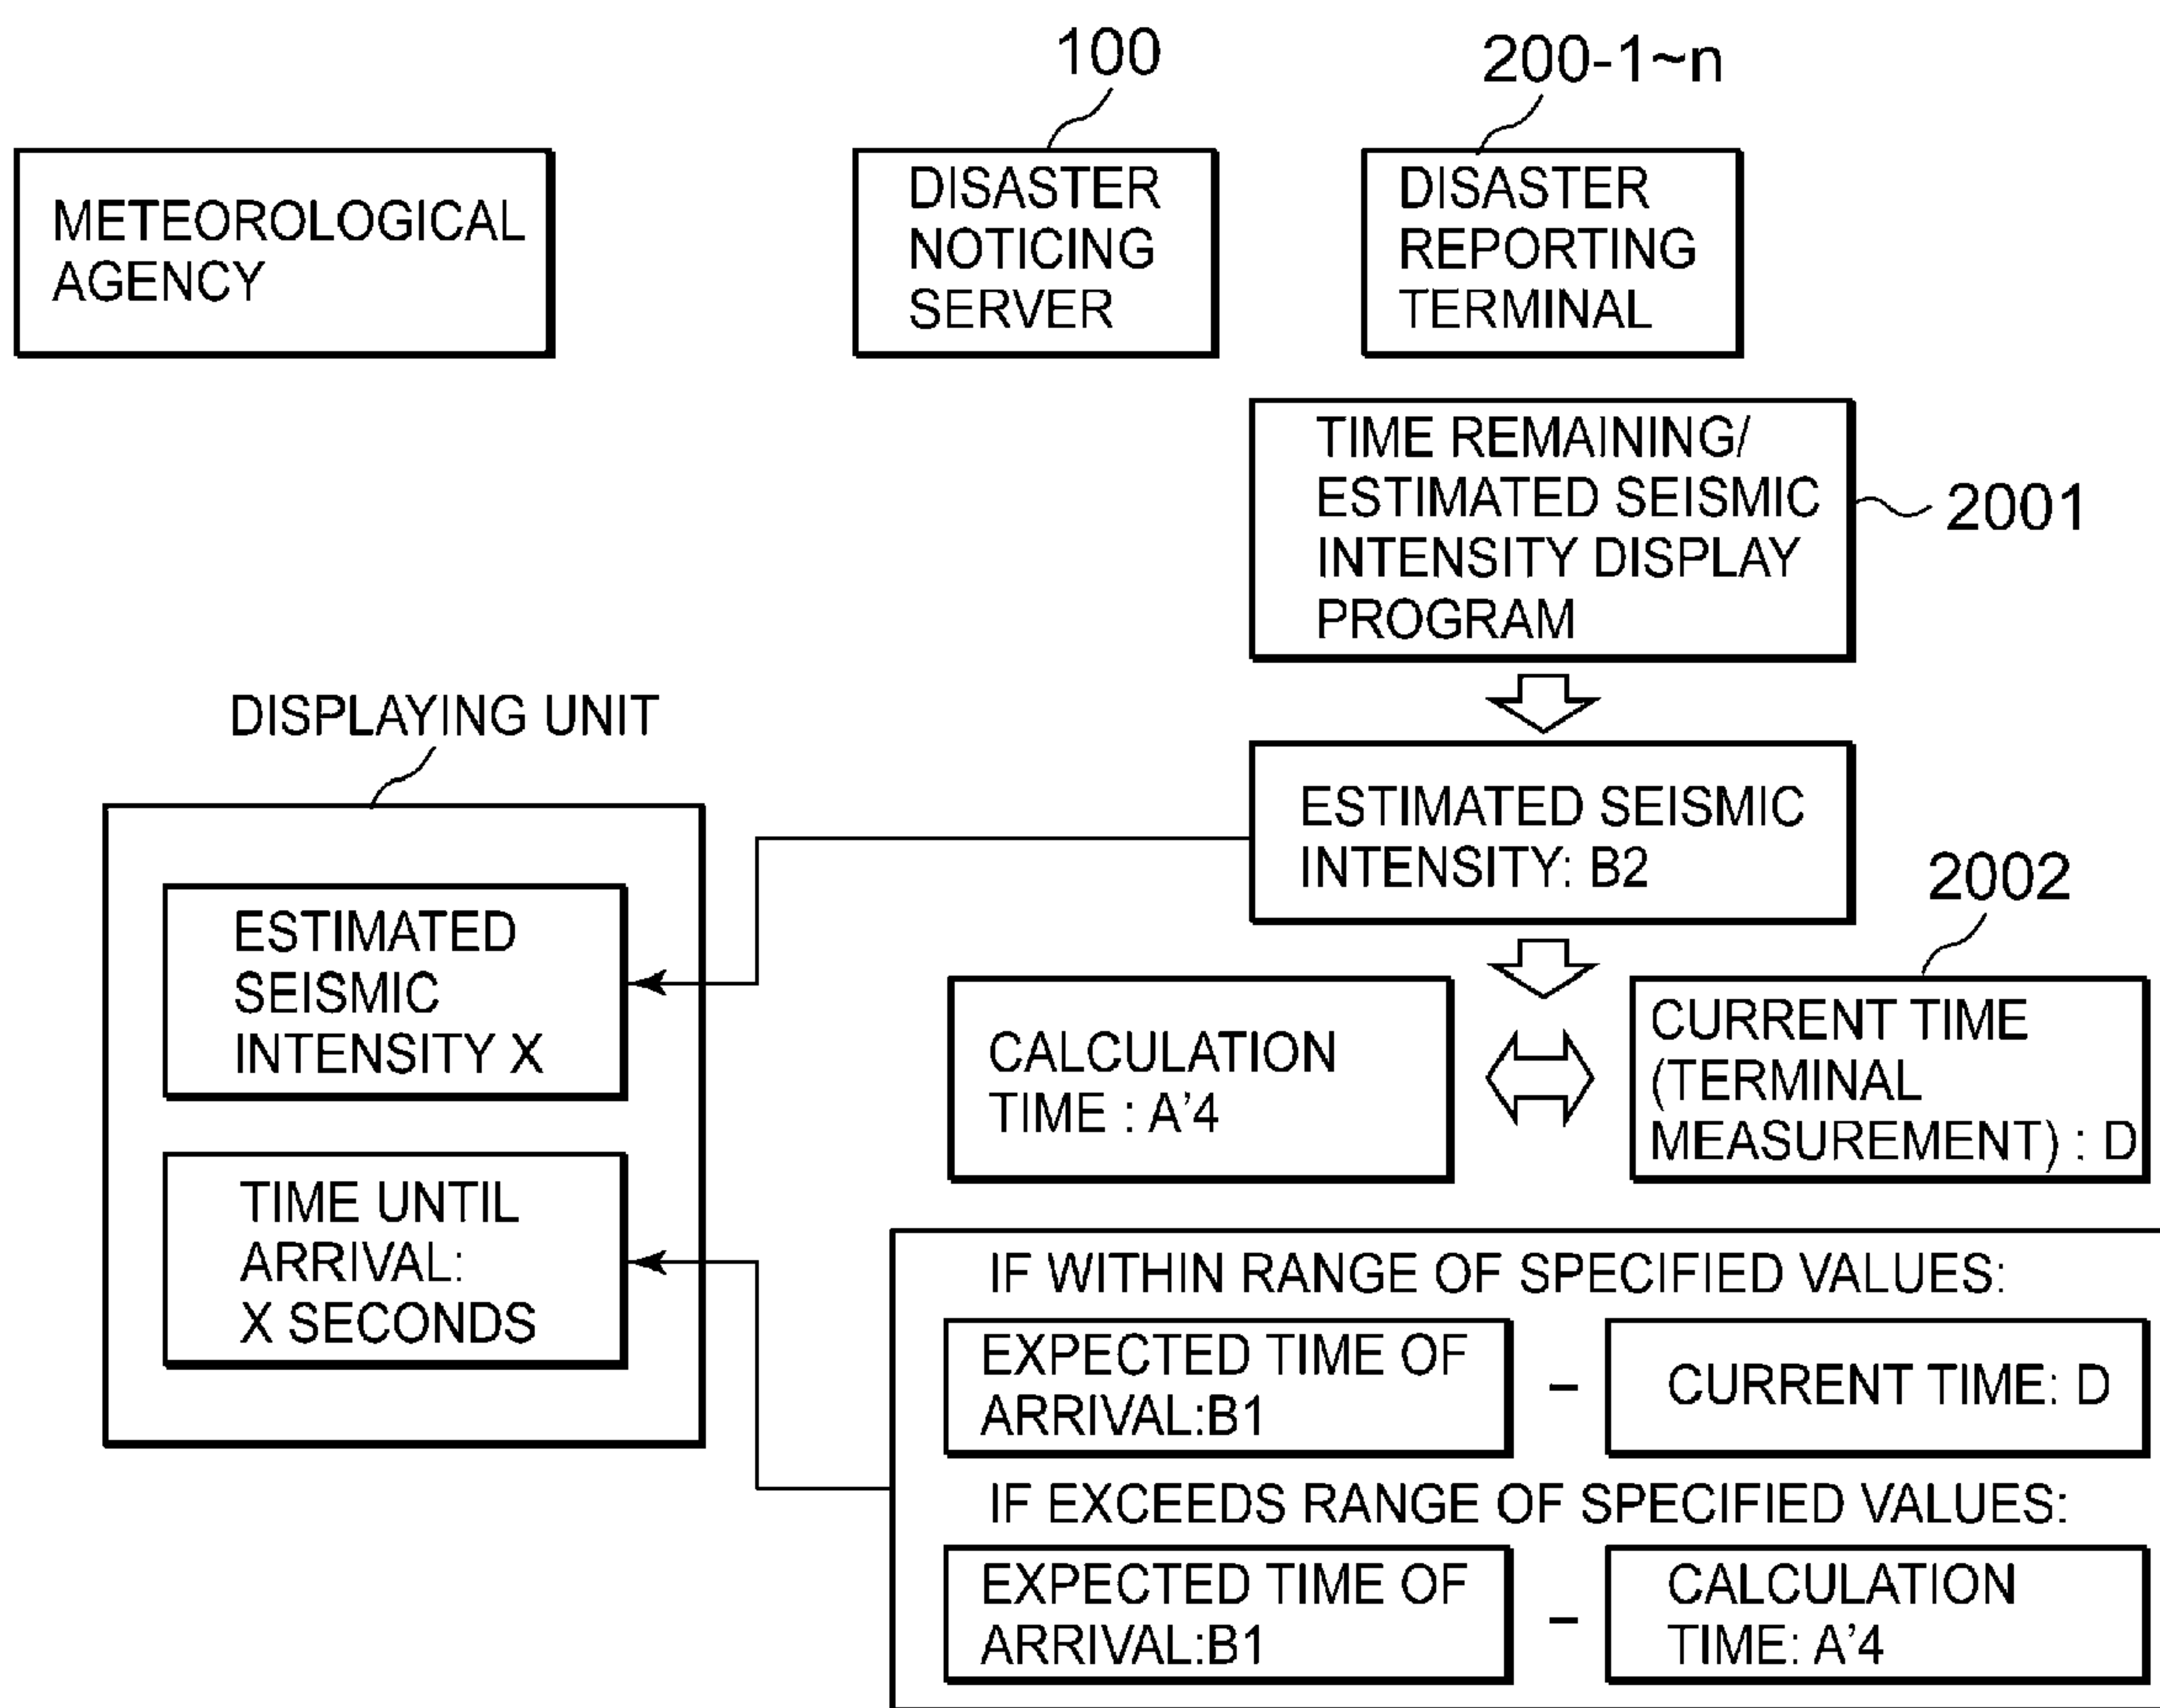 100
200-1~n
METEOROLOGICAL
AGENCY
DISASTER
NOTICING
SERVER
DISASTER
REPORTING
TERMINAL
TIME REMAINING/
ESTIMATED SEISMIC
INTENSITY DISPLAY
PROGRAM
2001
DISPLAYING UNIT
ESTIMATED SEISMIC
INTENSITY: B2
2002
ESTIMATED
SEISMIC
INTENSITY X
CALCULATION
TIME : A'4
CURRENT TIME
(TERMINAL
MEASUREMENT) : D
TIME UNTIL
ARRIVAL:
X SECONDS
IF WITHIN RANGE OF SPECIFIED VALUES:
EXPECTED TIME OF
ARRIVAL:B1
–
CURRENT TIME: D
IF EXCEEDS RANGE OF SPECIFIED VALUES:
EXPECTED TIME OF
ARRIVAL:B1
–
CALCULATION
TIME: A'4